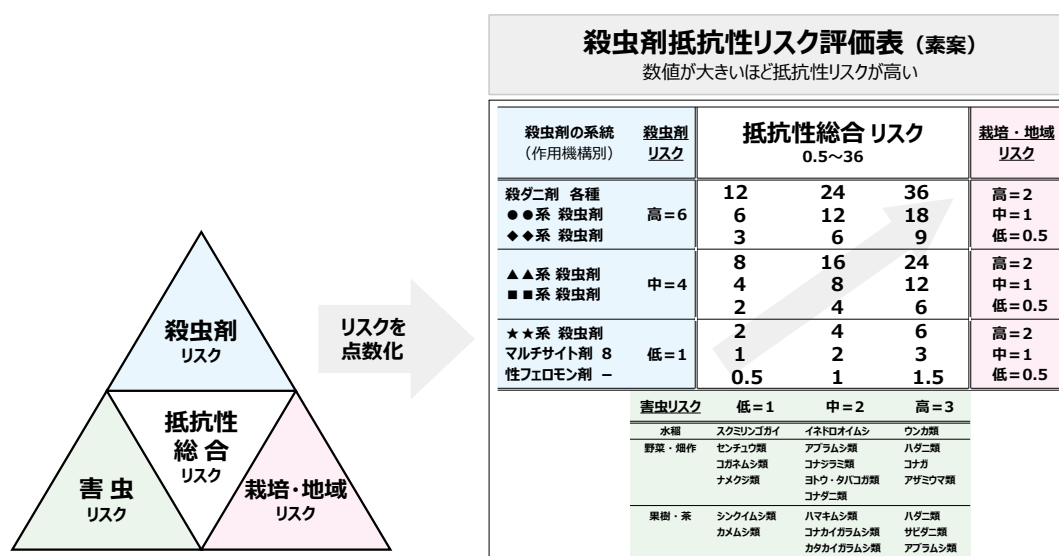 殺虫剤抵抗性リスク評価表（素案）
数値が大きいほど抵抗性リスクが高い
殺虫剤の系統 殺虫剤 抵抗性総合 リスク 栽培・地域
（作用機構別） リスク 0.5～36 リスク
殺ダニ剤 各種 12 24 36 高＝2
●●系 殺虫剤 高＝6 6 12 18 中＝1
◆◆系 殺虫剤 3 6 9 低＝0.5
8 16 24 高＝2
▲▲系 殺虫剤
中＝4 4 8 12 中＝1
■■系 殺虫剤
2 4 6 低＝0.5
★★系 殺虫剤 2 4 6 高＝2
マルチサイト剤 8 低＝1 1 2 3 中＝1
性フェロモン剤 － 0.5 1 1.5 低＝0.5
害虫リスク 低＝1 中＝2 高＝3
水稲 スクミリンゴガイ イネドロオイムシ ウンカ類
野菜・畑作 センチュウ類 アブラムシ類 ハダニ類
コガネムシ類 コナジラミ類 コナガ
ナメクジ類 ヨトウ・タバコガ類 アザミウマ類
コナダニ類
果樹・茶 シンクイムシ類 ハマキムシ類 ハダニ類
カメムシ類 コナカイガラムシ類 サビダニ類
カタカイガラムシ類 アブラムシ類
リスクを
点数化
殺虫剤
リスク
抵抗性
総 合
リスク
害 虫
リスク
栽培・地域
リスク